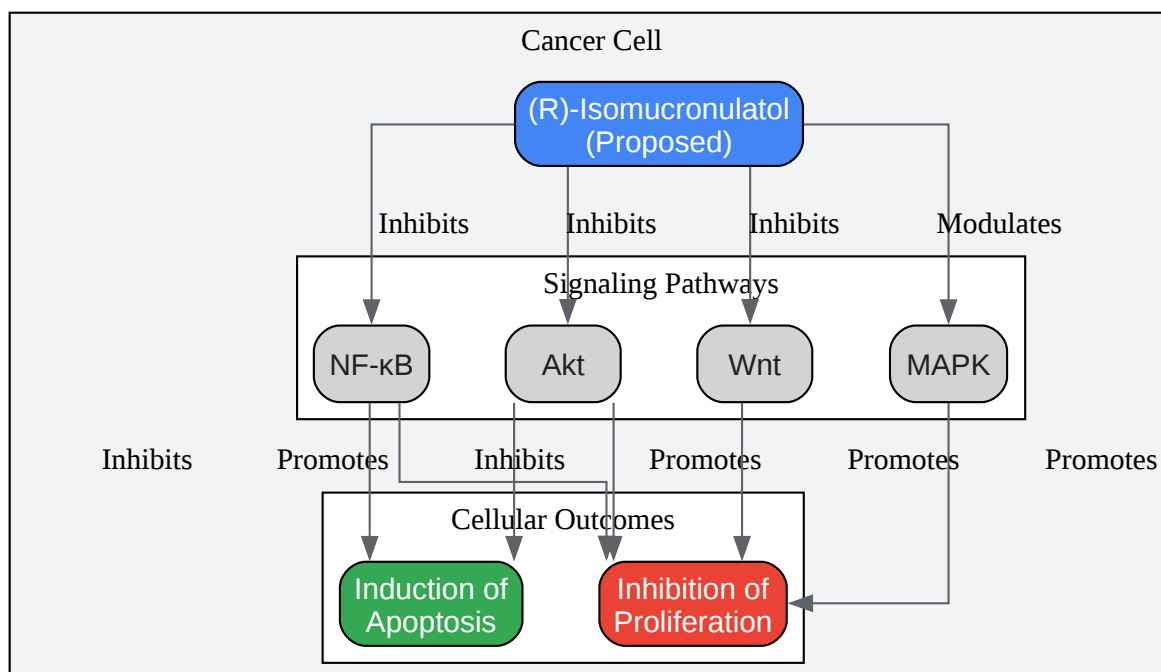 Cancer Cell
(R)-Isomucronulatol
(Proposed)
Inhibits
Inhibits
Inhibits
Modulates
Signaling Pathways
NF-κB
Akt
Wnt
MAPK
Inhibits
Promotes
Inhibits
Promotes
Promotes
Promotes
Cellular Outcomes
Induction of
Apoptosis
Inhibition of
Proliferation